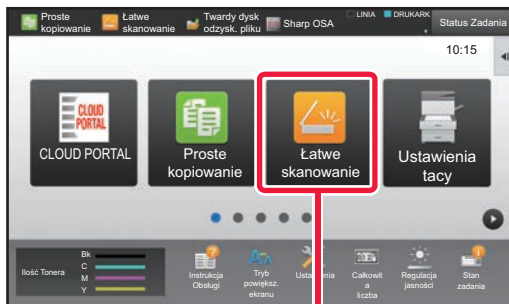 Proste
kopiowanie
Łatwe
skanowanie
Twardy dysk
odzysk. pliku
Sharp OSA
LINIA
DRUKARK
Status Zadania
10:15
CLOUD
PORTAL
CLOUD PORTAL
Proste
kopiowanie
Łatwe
skanowanie
Ustawienia
tacy
Ilość Tonera
Bk
C
M
Y
Instrukcja
Obsługi
Tryb
powiększ.
ekranu
Całkowit
a
liczba
Regulacja
jasności
Stan
zadania